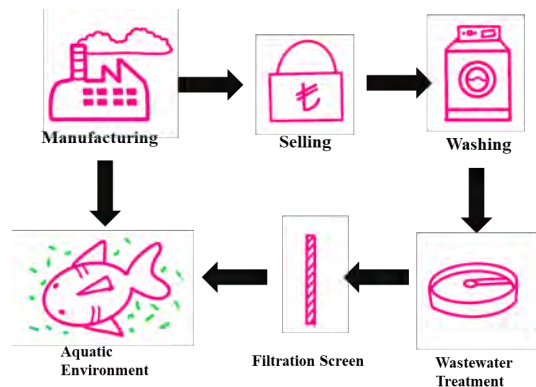 Manufacturing
₺
Selling
Washing
Aquatic
Environment
Filtration Screen
Wastewater
Treatment